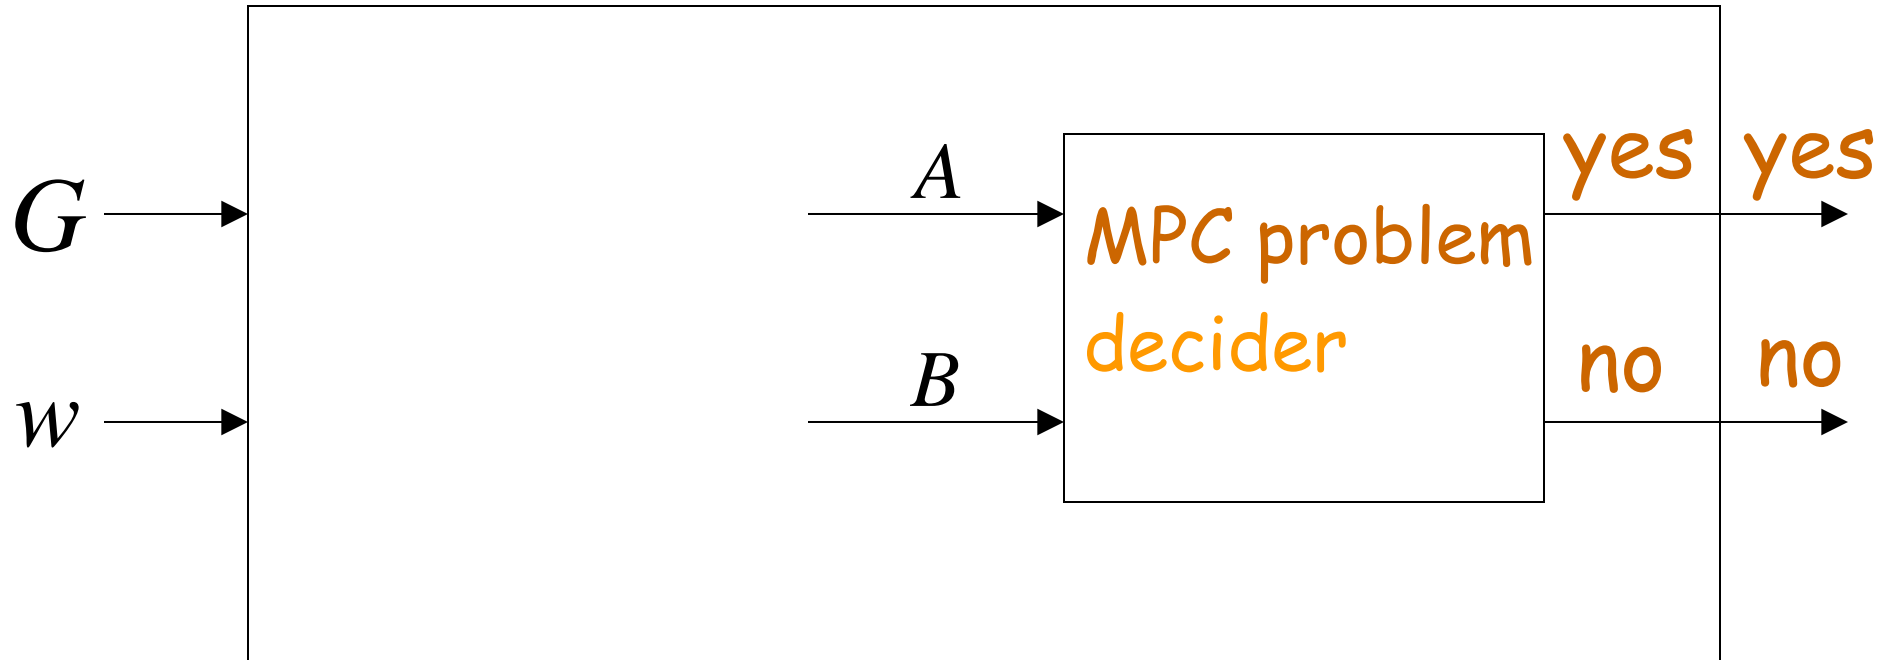 G
w
A
B
MPC problem
decider
yes
no
yes
no